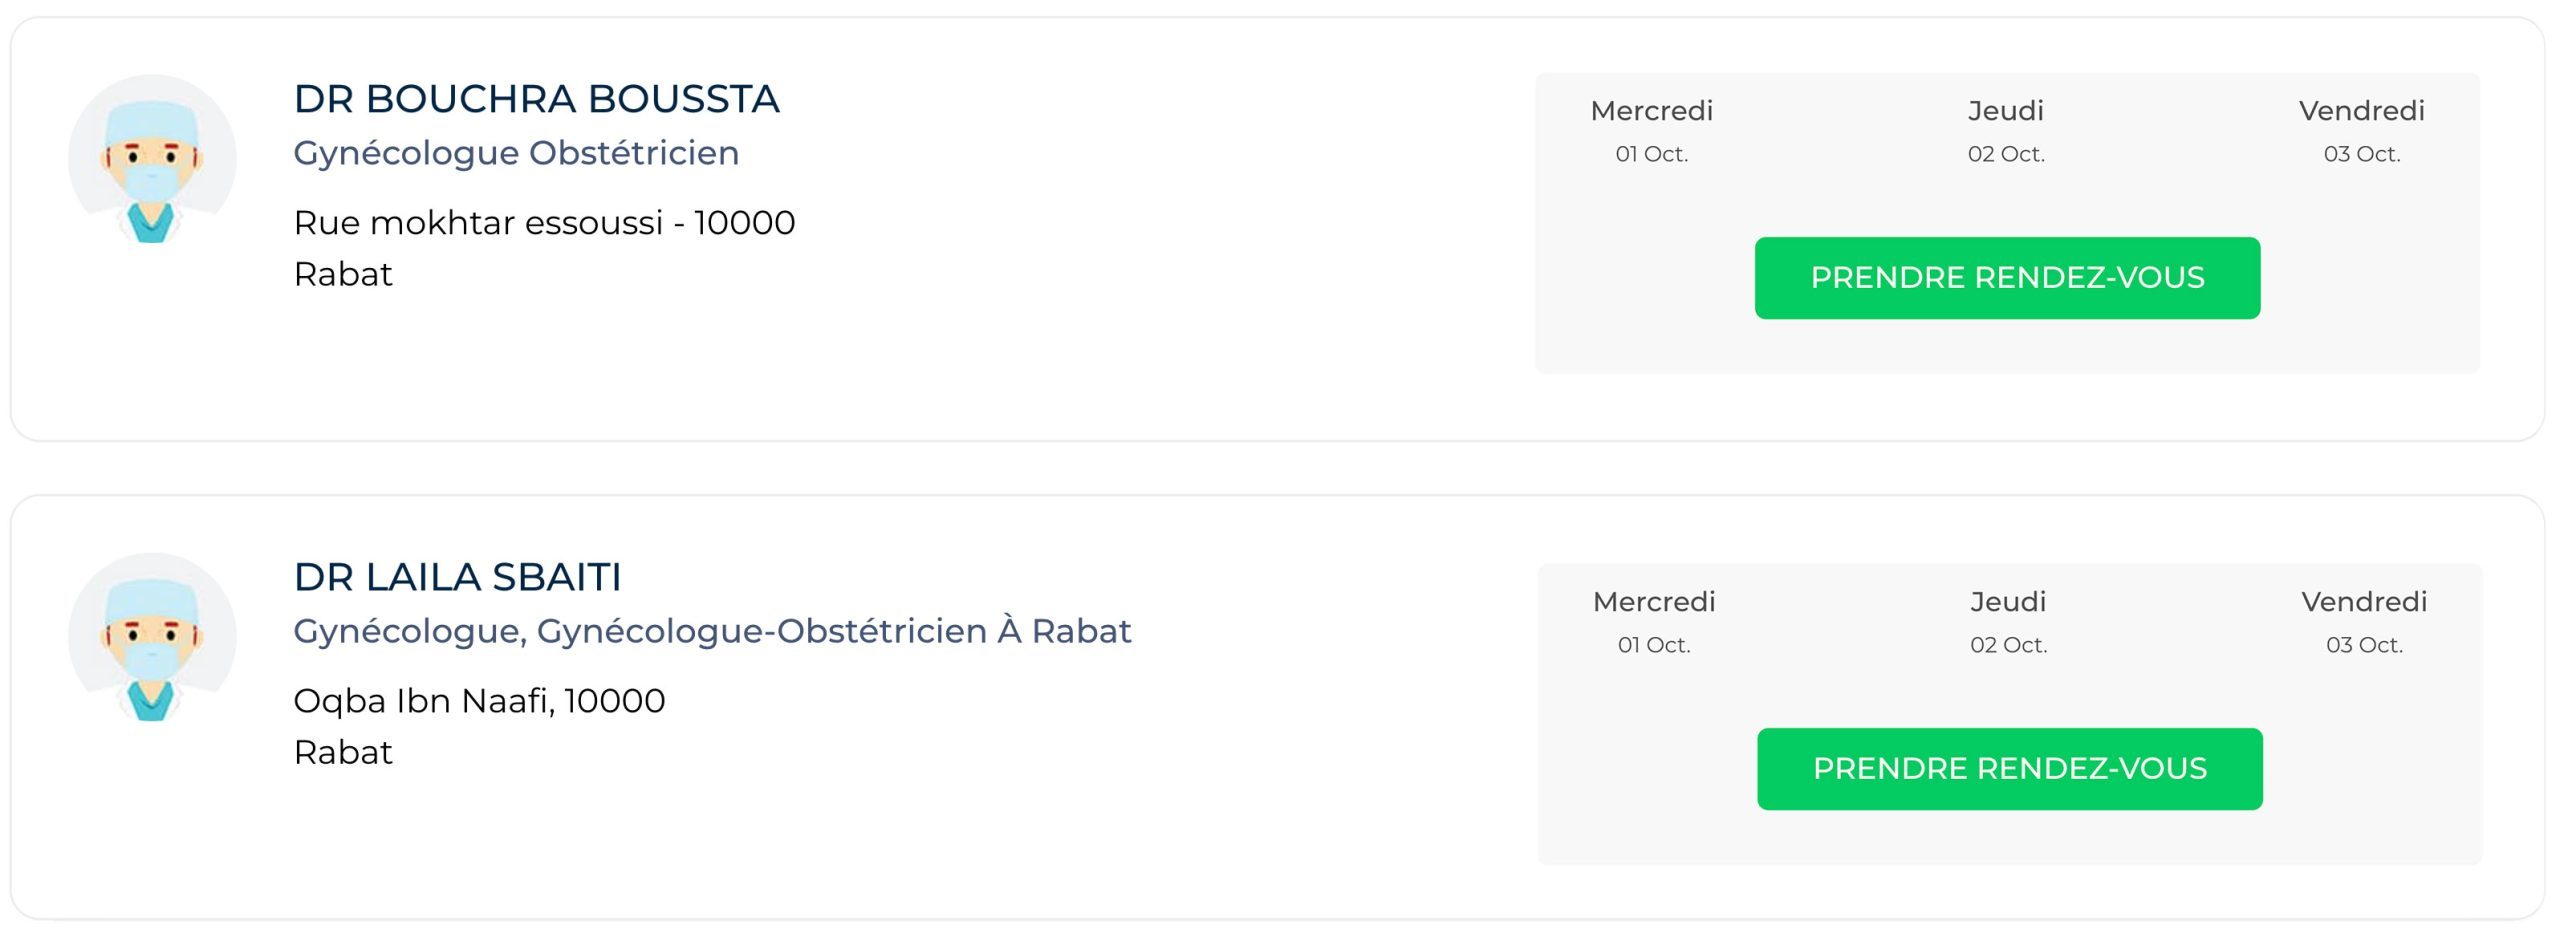 DR BOUCHRA BOUSSTA
Gynécologue Obstétricien
Rue mokhtar essoussi - 10000
Rabat
Mercredi Jeudi Vendredi
01 Oct. 02 Oct. 03 Oct.
PRENDRE RENDEZ-VOUS
DR LAILA SBAITI
Gynécologue, Gynécologue-Obstétricien À Rabat
Oqba Ibn Naafi, 10000
Rabat
Mercredi Jeudi Vendredi
01 Oct. 02 Oct. 03 Oct.
PRENDRE RENDEZ-VOUS